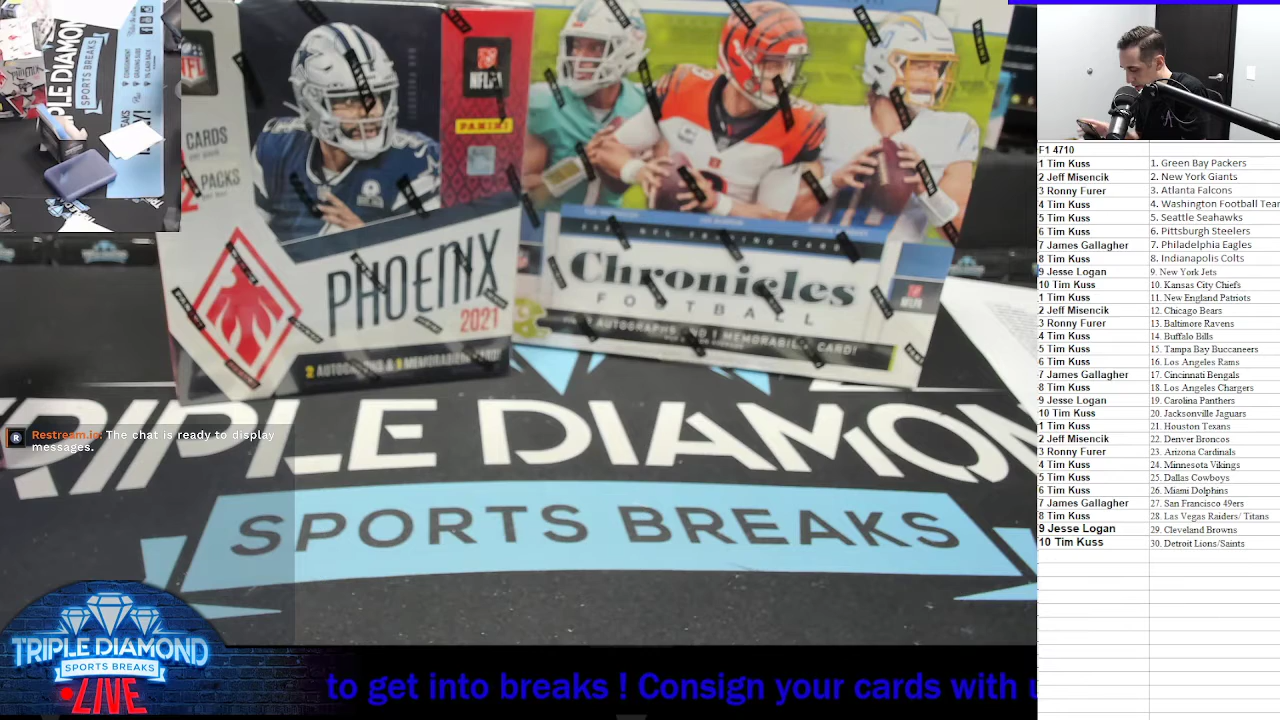 PLE DIAMON
SPORTS BREAKS
CONSIGNMENT
NFL
CARDS
PACKS
NFLPA
PANINI
PHOENIX
2021
2 AUTOGRAPHS & 1 MEMORABILIA CARD!
Chronicles
FOOTBALL
AUTOGRAPHS AND 1 MEMORABILIA CARD!
TRIPLE DIAMON
SPORTS BREAKS
Restream.io: The chat is ready to display
messages.
TRIPLE DIAMOND
SPORTS BREAKS
LIVE
to get into breaks ! Consign your cards with u
F1 4710
1 Tim Kuss 1. Green Bay Packers
2 Jeff Misencik 2. New York Giants
3 Ronny Furer 3. Atlanta Falcons
4 Tim Kuss 4. Washington Football Tear
5 Tim Kuss 5. Seattle Seahawks
6 Tim Kuss 6. Pittsburgh Steelers
7 James Gallagher 7. Philadelphia Eagles
8 Tim Kuss 8. Indianapolis Colts
9 Jesse Logan 9. New York Jets
10 Tim Kuss 10. Kansas City Chiefs
1 Tim Kuss 11. New England Patriots
2 Jeff Misencik 12. Chicago Bears
3 Ronny Furer 13. Baltimore Ravens
4 Tim Kuss 14. Buffalo Bills
5 Tim Kuss 15. Tampa Bay Buccaneers
6 Tim Kuss 16. Los Angeles Rams
7 James Gallagher 17. Cincinnati Bengals
8 Tim Kuss 18. Los Angeles Chargers
9 Jesse Logan 19. Carolina Panthers
10 Tim Kuss 20. Jacksonville Jaguars
1 Tim Kuss 21. Houston Texans
2 Jeff Misencik 22. Denver Broncos
3 Ronny Furer 23. Arizona Cardinals
4 Tim Kuss 24. Minnesota Vikings
5 Tim Kuss 25. Dallas Cowboys
6 Tim Kuss 26. Miami Dolphins
7 James Gallagher 27. San Francisco 49ers
8 Tim Kuss 28. Las Vegas Raiders/ Titans
9 Jesse Logan 29. Cleveland Browns
10 Tim Kuss 30. Detroit Lions/Saints